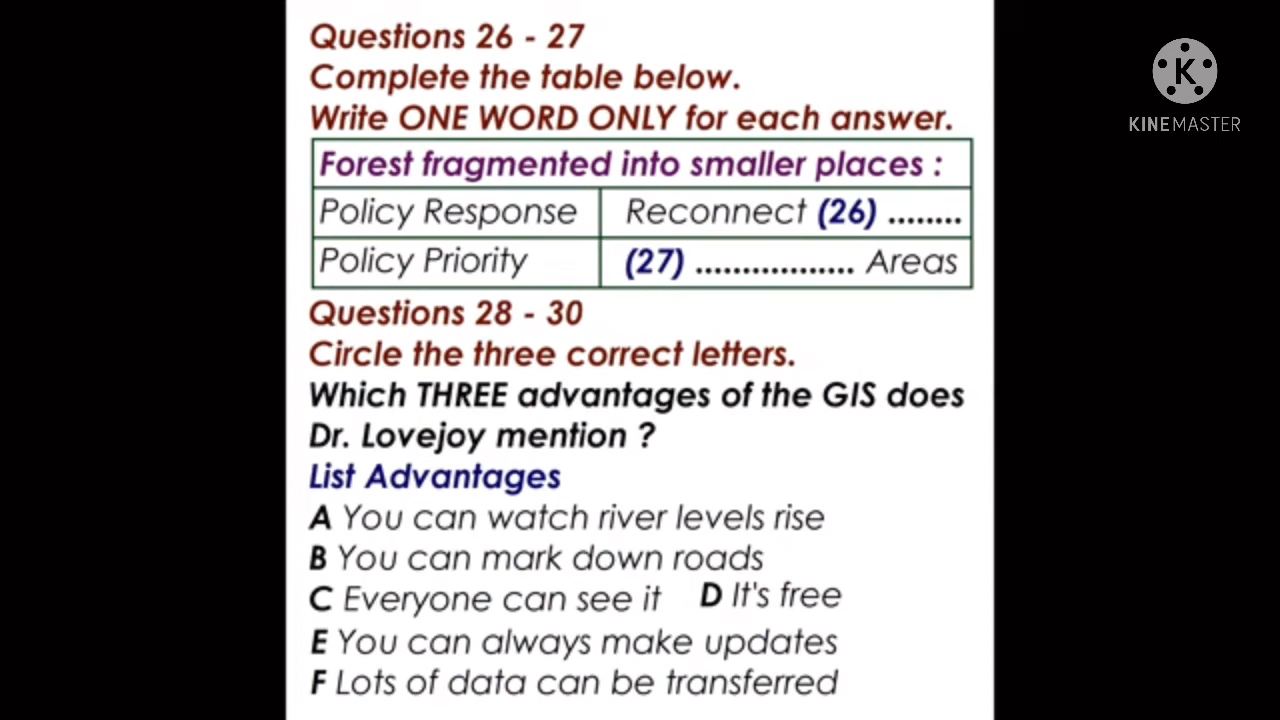 Questions 26 - 27
Complete the table below.
Write ONE WORD ONLY for each answer.
Forest fragmented into smaller places :
Policy Response Reconnect (26) ........
Policy Priority (27) ................. Areas
Questions 28 - 30
Circle the three correct letters.
Which THREE advantages of the GIS does
Dr. Lovejoy mention ?
List Advantages
A You can watch river levels rise
B You can mark down roads
C Everyone can see it D It's free
E You can always make updates
F Lots of data can be transferred
K
KINEMASTER